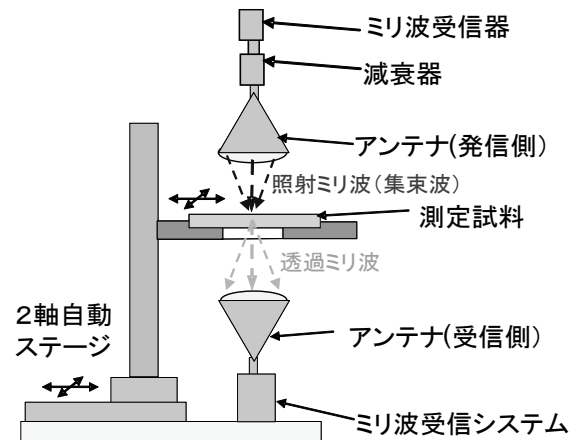 ミリ波受信器
減衰器
アンテナ(発信側)
照射ミリ波(集束波)
測定試料
透過ミリ波
2軸自動
ステージ
アンテナ(受信側)
ミリ波受信システム